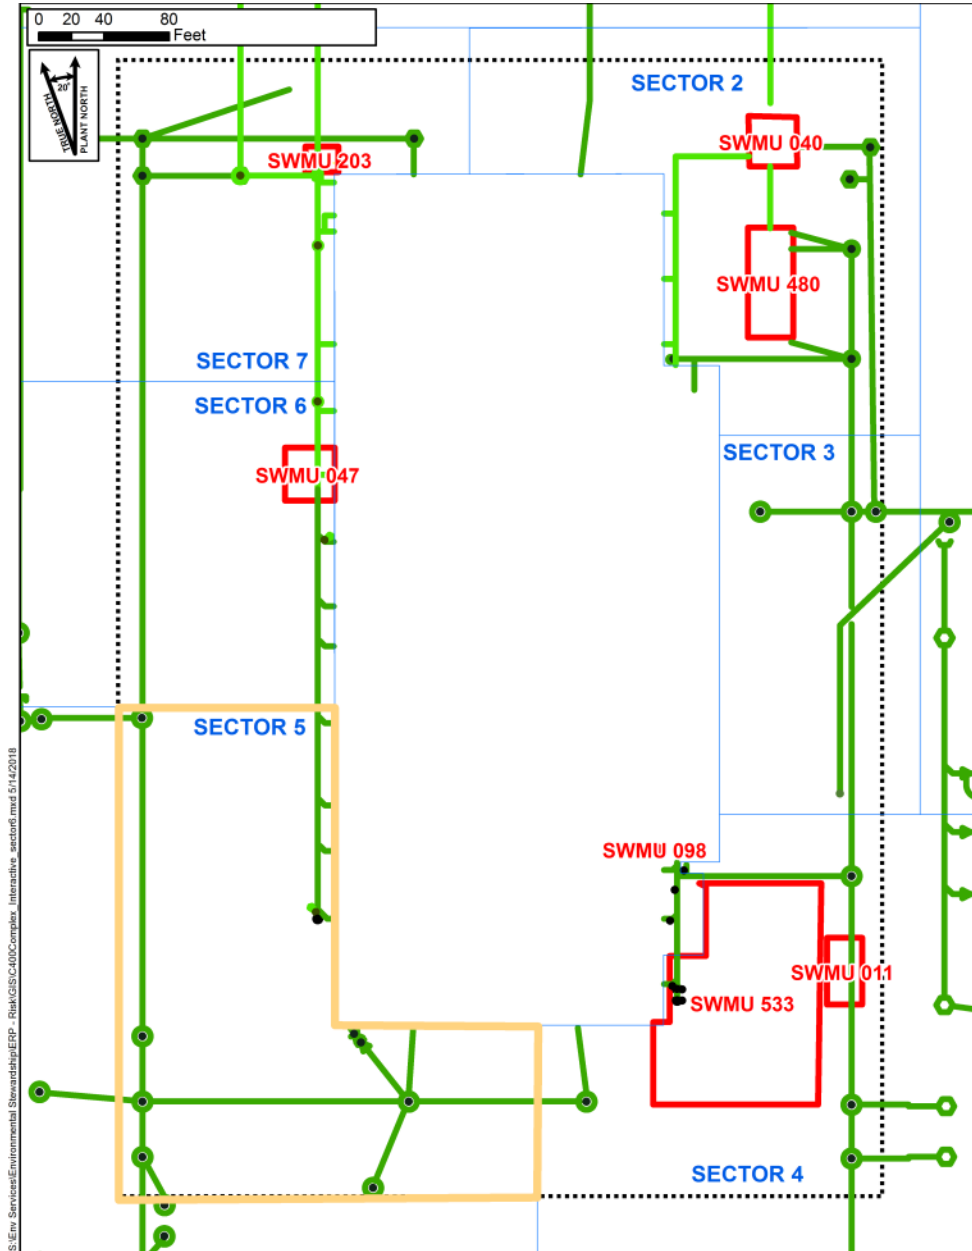 0 20 40 80
Feet
20°
TRUE NORTH
PLANT NORTH
SECTOR 2
SWMU 040
SWMU 203
SWMU 480
SECTOR 7
SECTOR 6
SECTOR 3
SWMU 047
SECTOR 5
SWMU 098
SWMU 011
SWMU 533
SECTOR 4
S:\Env Services\Environmental Stewardship\ERP - Risk\GIS\C400Complex_Interactive_sector6.mxd 5/14/2018